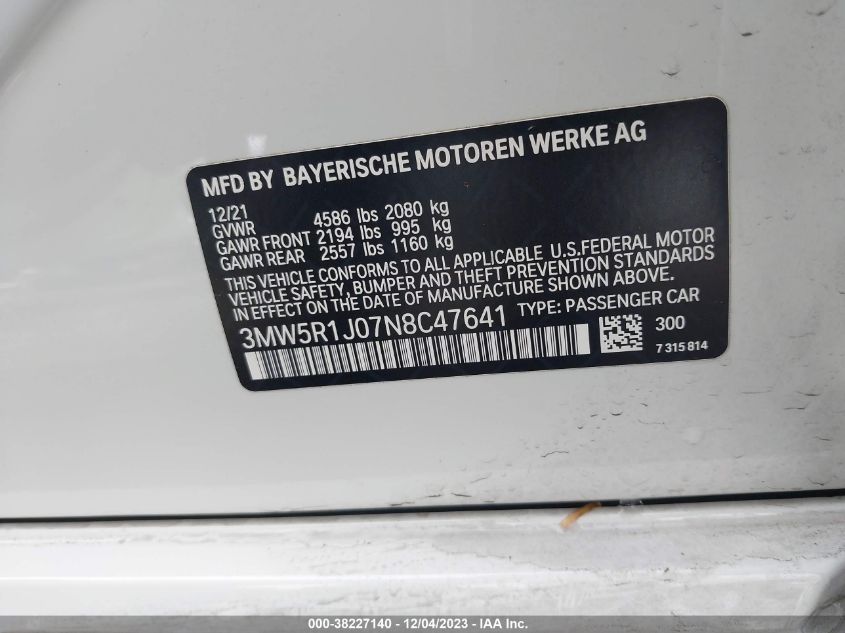 MFD BY BAYERISCHE MOTOREN WERKE AG
12/21
GVWR 4586 lbs 2080 kg
GAWR FRONT 2194 lbs 995 kg
GAWR REAR 2557 lbs 1160 kg
THIS VEHICLE CONFORMS TO ALL APPLICABLE U.S.FEDERAL MOTOR
VEHICLE SAFETY, BUMPER AND THEFT PREVENTION STANDARDS
IN EFFECT ON THE DATE OF MANUFACTURE SHOWN ABOVE.
3MW5R1J07N8C47641 TYPE: PASSENGER CAR
300
7 315 814
000-38227140 - 12/04/2023 - IAA Inc.